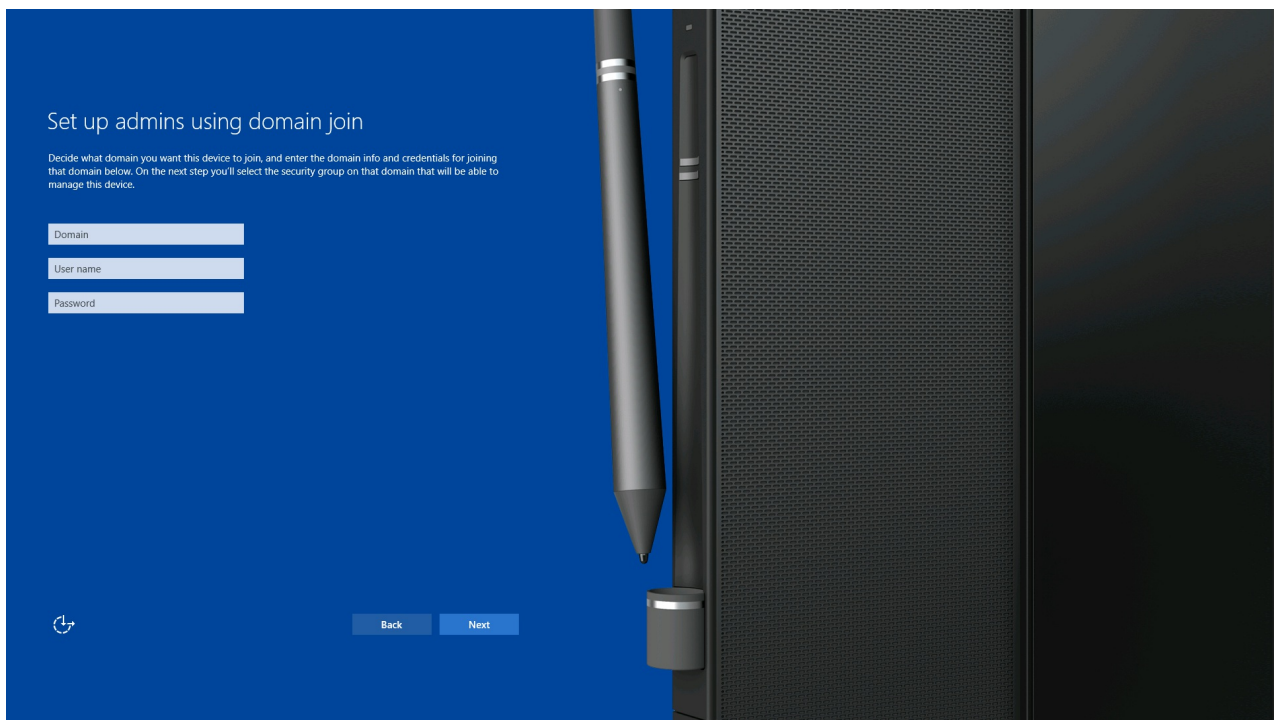 Set up admins using domain join
Decide what domain you want this device to join, and enter the domain info and credentials for joining
that domain below. On the next step you'll select the security group on that domain that will be able to
manage this device.
Domain
User name
Password
Back
Next